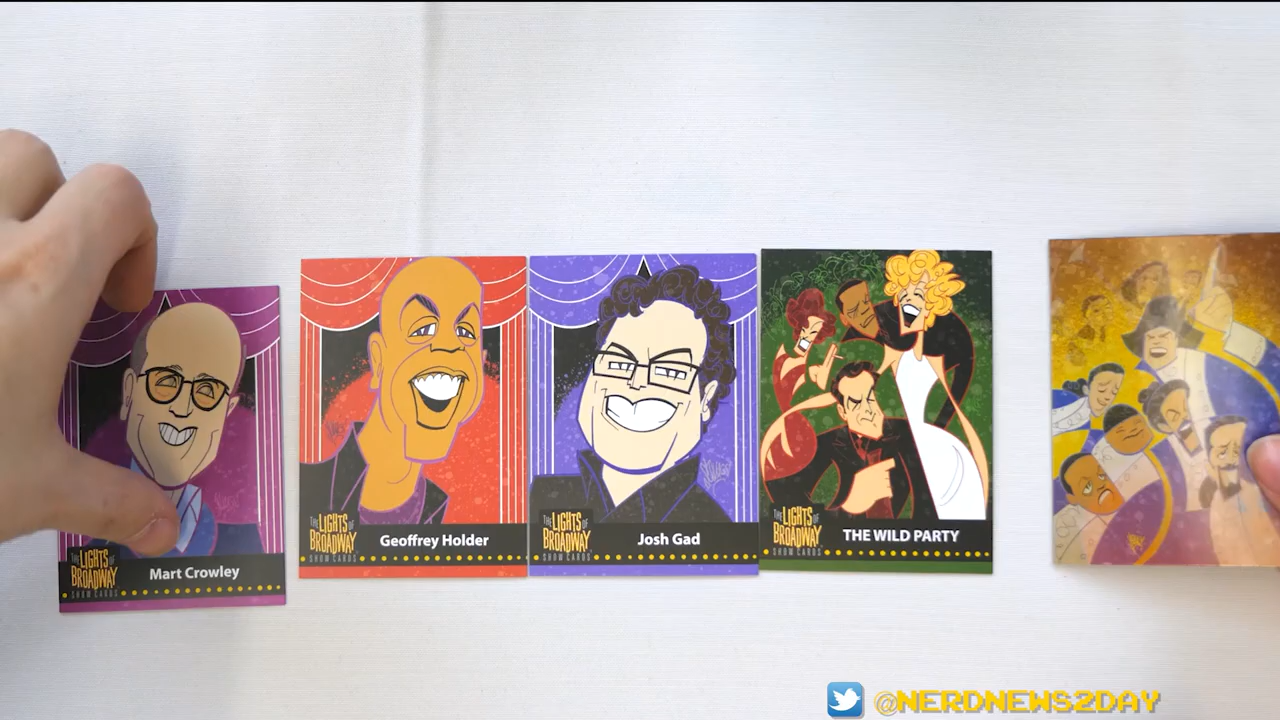 THE LIGHTS OF BROADWAY SHOW CARDS
Mart Crowley
THE LIGHTS OF BROADWAY SHOW CARDS
Geoffrey Holder
THE LIGHTS OF BROADWAY SHOW CARDS
Josh Gad
THE LIGHTS OF BROADWAY SHOW CARDS
THE WILD PARTY
@NERDNEWS2DAY